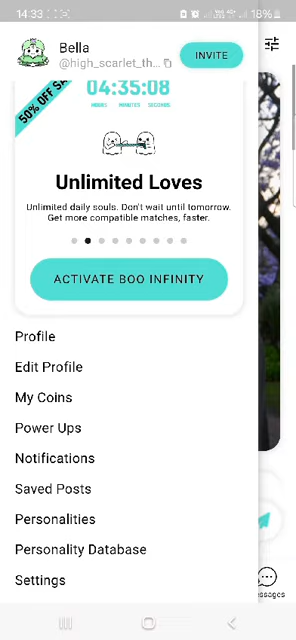 14:33
18%
Bella
@high_scarlet_th...
INVITE
50% OFF SA
04:35:08
HOURS MINUTES SECONDS
Unlimited Loves
Unlimited daily souls. Don't wait until tomorrow.
Get more compatible matches, faster.
ACTIVATE BOO INFINITY
Profile
Edit Profile
My Coins
Power Ups
Notifications
Saved Posts
Personalities
Personality Database
Settings
ssages